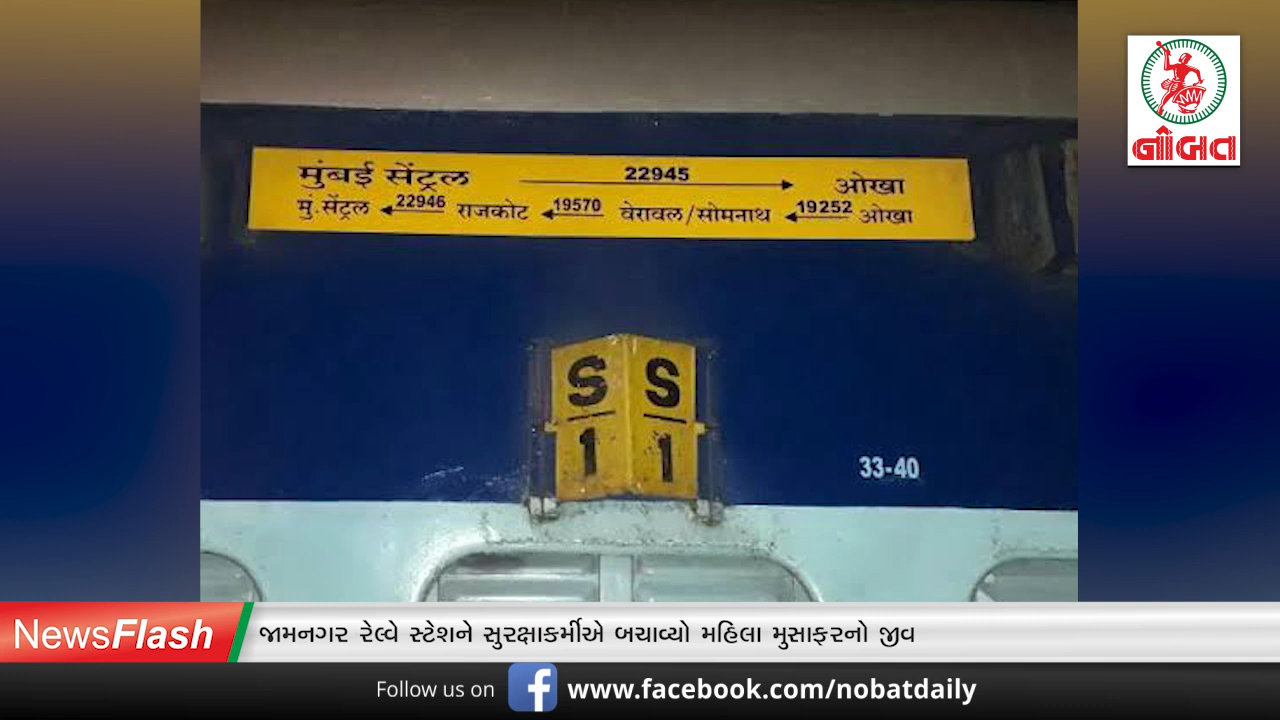 નોબત
मुंबई सेंट्रल 22945 ओखा
मुं.सेंट्रल 22946 राजकोट 19570 वेरावल/सोमनाथ 19252 ओखा
S S
1 1
33-40
NewsFlash જામનગર રેલ્વે સ્ટેશને સુરક્ષાકર્મીએ બચાવ્યો મહિલા મુસાફરનો જીવ
Follow us on f www.facebook.com/nobatdaily